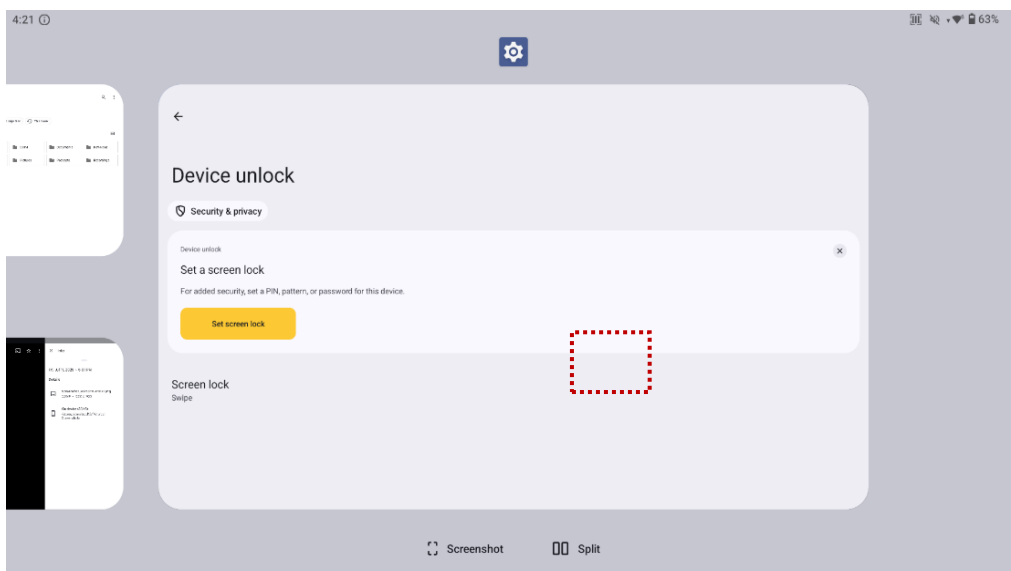 4:21
63%
Device unlock
Security & privacy
Device unlock
Set a screen lock
For added security, set a PIN, pattern, or password for this device.
Set screen lock
Screen lock
Swipe
Details
Screenshot
Split